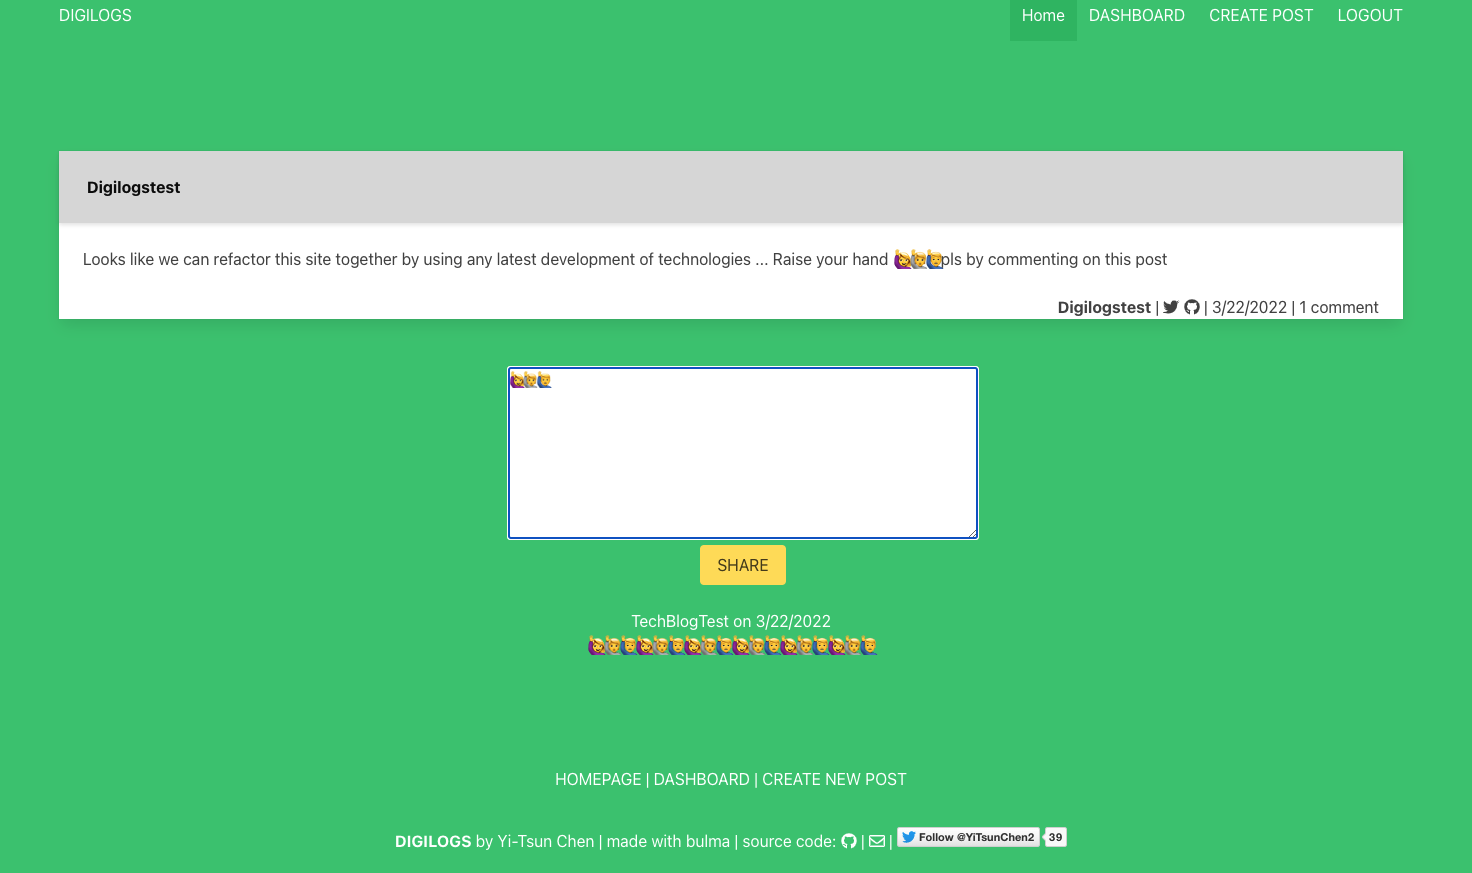 DIGILOGS
Home DASHBOARD CREATE POST LOGOUT
Digilogstest
Looks like we can refactor this site together by using any latest development of technologies ... Raise your hand 🙋‍♀️🙋🙋‍♂️pls by commenting on this post
Digilogstest | | 3/22/2022 | 1 comment
🙋‍♀️🙋🙋‍♂️
SHARE
TechBlogTest on 3/22/2022
🙋‍♀️🙋🙋‍♂️🙋‍♀️🙋🙋‍♂️🙋‍♀️🙋🙋‍♂️🙋‍♀️🙋🙋‍♂️🙋‍♀️🙋🙋‍♂️🙋‍♀️🙋🙋‍♂️
HOMEPAGE | DASHBOARD | CREATE NEW POST
DIGILOGS by Yi-Tsun Chen | made with bulma | source code: | | Follow @YiTsunChen2 39